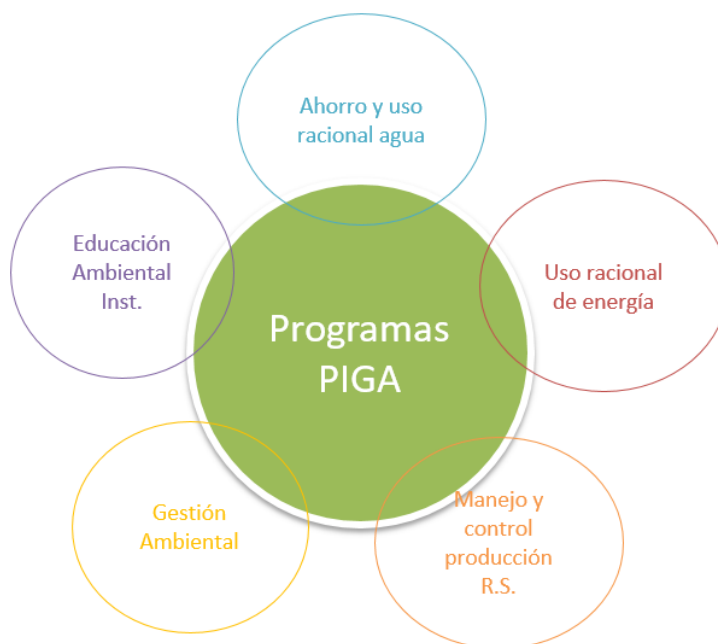 Ahorro y uso
racional agua
Educación
Ambiental
Inst.
Uso racional
de energía
Programas
PIGA
Gestión
Ambiental
Manejo y
control
producción
R.S.